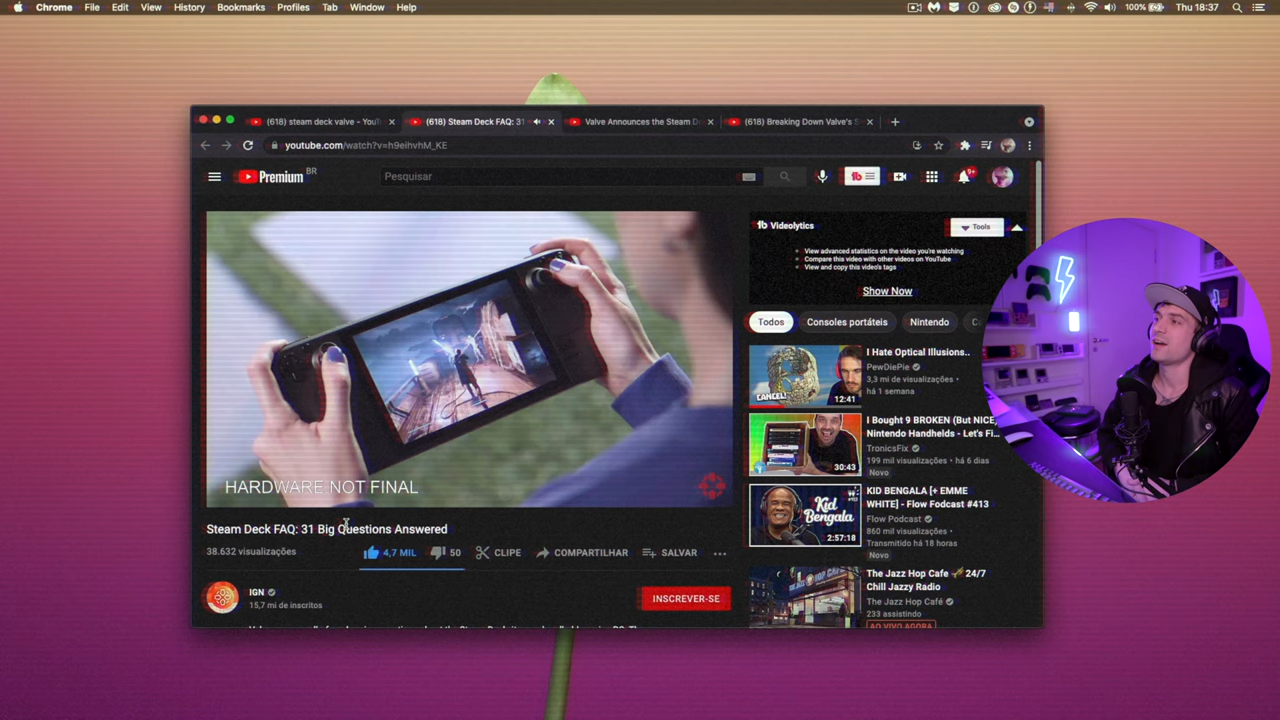 Chrome File Edit View History Bookmarks Profiles Tab Window Help
100% Thu 18:37
(618) steam deck valve - YouT
(618) Steam Deck FAQ: 31
Valve Announces the Steam D
(618) Breaking Down Valve's S
youtube.com/watch?v=h9eihvhM_KE
Premium BR
Pesquisar
9+
HARDWARE NOT FINAL
Steam Deck FAQ: 31 Big Questions Answered
38.632 visualizações
4,7 MIL 50 CLIPE COMPARTILHAR SALVAR
IGN
15,7 mi de inscritos
INSCREVER-SE
Videolytics
Tools
View advanced statistics on the video you're watching
Compare this video with other videos on YouTube
View and copy this video's tags
Show Now
Todos Consoles portáteis Nintendo C
CANCEL!
12:41
I Hate Optical Illusions..
PewDiePie
3,3 mi de visualizações •
há 1 semana
30:43
I Bought 9 BROKEN (But NICE)
Nintendo Handhelds - Let's Fi...
TronicsFix
199 mil visualizações • há 6 dias
Novo
Kid
Bengala
2:57:18
KID BENGALA [+ EMME
WHITE] - Flow Podcast #413
Flow Podcast
860 mil visualizações •
Transmitido há 18 horas
Novo
The Jazz Hop Cafe 24/7
Chill Jazzy Radio
The Jazz Hop Café
233 assistindo
AO VIVO AGORA